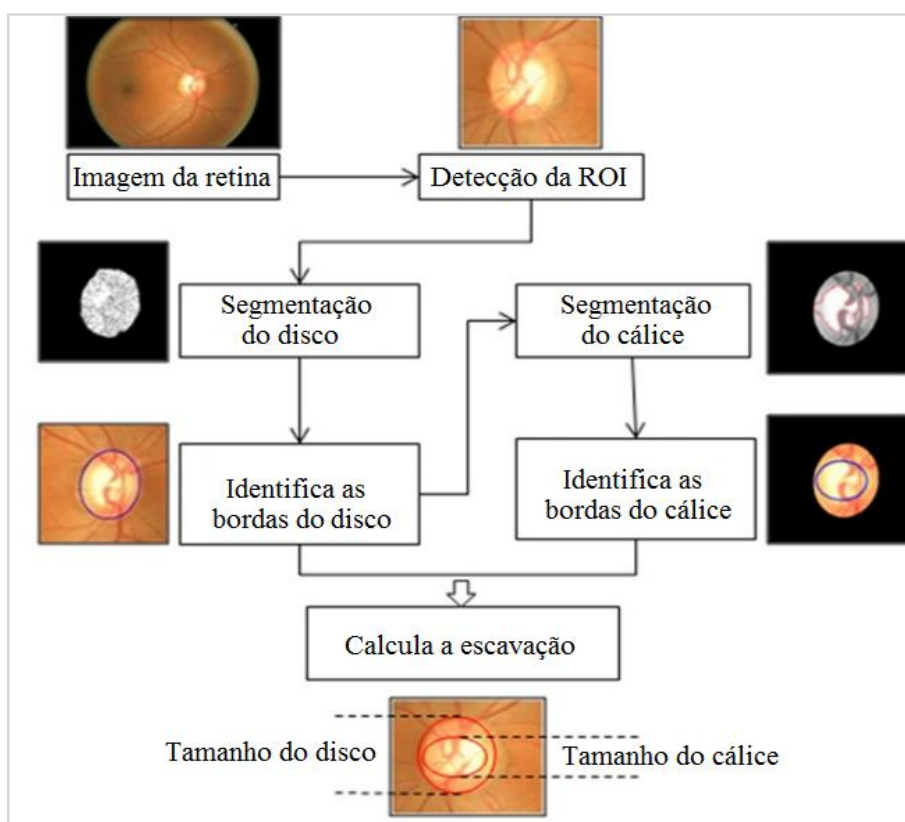 Imagem da retina
Detecção da ROI
Segmentação
do disco
Segmentação
do cálice
Identifica as
bordas do disco
Identifica as
bordas do cálice
Calcula a escavação
Tamanho do disco
Tamanho do cálice